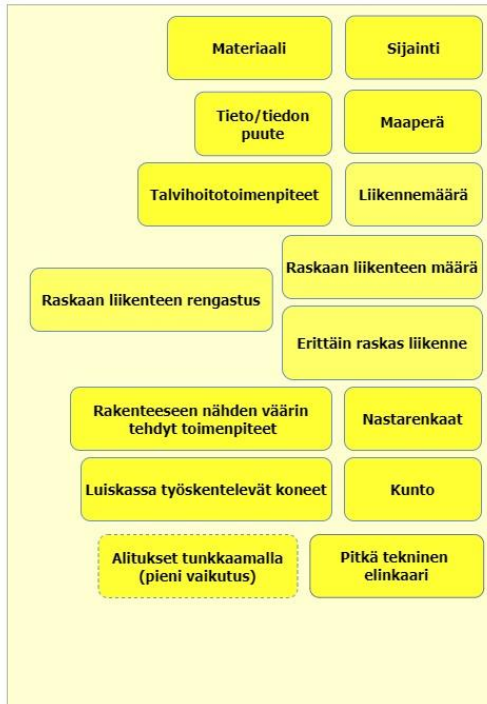 Materiaali
Sijainti
Tieto/tiedon
puute
Maaperä
Talvihoitotoimenpiteet
Liikennemäärä
Raskaan liikenteen määrä
Raskaan liikenteen rengastus
Erittäin raskas liikenne
Rakenteeseen nähden väärin
tehdyt toimenpiteet
Nastarenkaat
Luiskassa työskentelevät koneet
Kunto
Alitukset tunkkaamalla
(pieni vaikutus)
Pitkä tekninen
elinkaari